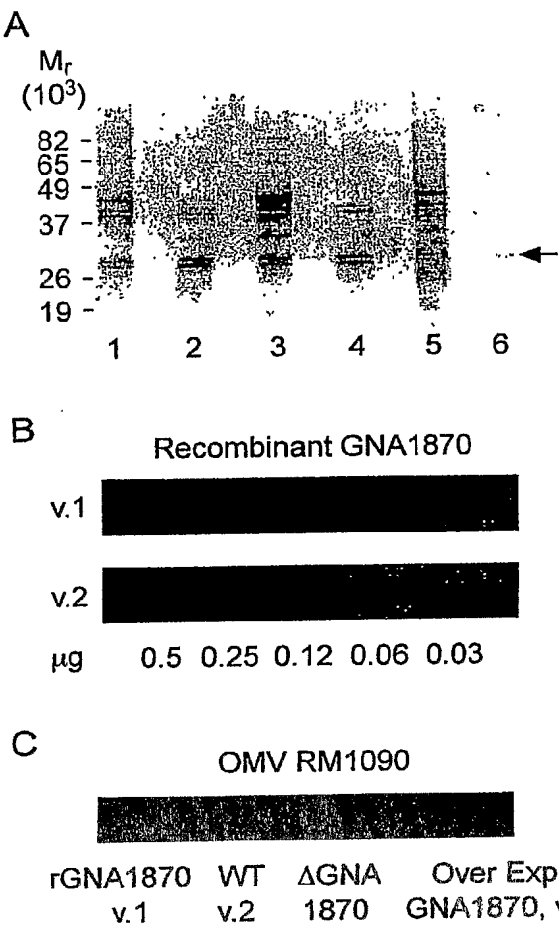 A
Mr
(10³)
82
65
49
37
26
19
1 2 3 4 5 6
B
Recombinant GNA1870
v.1
v.2
µg 0.5 0.25 0.12 0.06 0.03
C
OMV RM1090
rGNA1870 WT ΔGNA Over Exp
v.1 v.2 1870 GNA1870, v